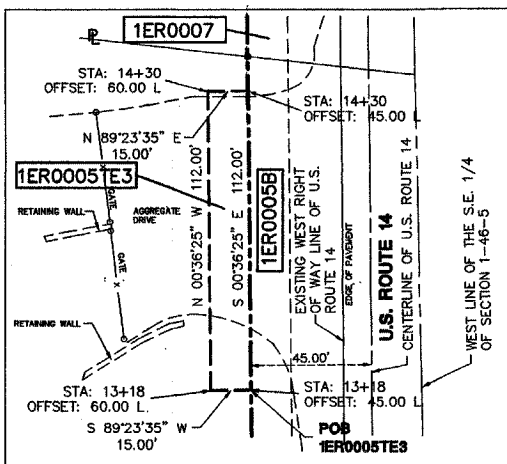 PL
1ER0007
STA: 14+30
OFFSET: 60.00 L
STA: 14+30
OFFSET: 45.00 L
N 89°23'35" E
15.00'
1ER0005TE3
GATE
RETAINING WALL
AGGREGATE
DRIVE
GATE
RETAINING WALL
N 00°36'25" W 112.00'
S 00°36'25" E 112.00'
1ER0005B
EXISTING WEST RIGHT
OF WAY LINE OF U.S.
ROUTE 14
EDGE OF PAVEMENT
U.S. ROUTE 14
CENTERLINE OF U.S. ROUTE 14
WEST LINE OF THE S.E. 1/4
OF SECTION 1-46-5
45.00'
STA: 13+18
OFFSET: 60.00 L.
STA: 13+18
OFFSET: 45.00 L
S 89°23'35" W
15.00'
POB
1ER0005TE3